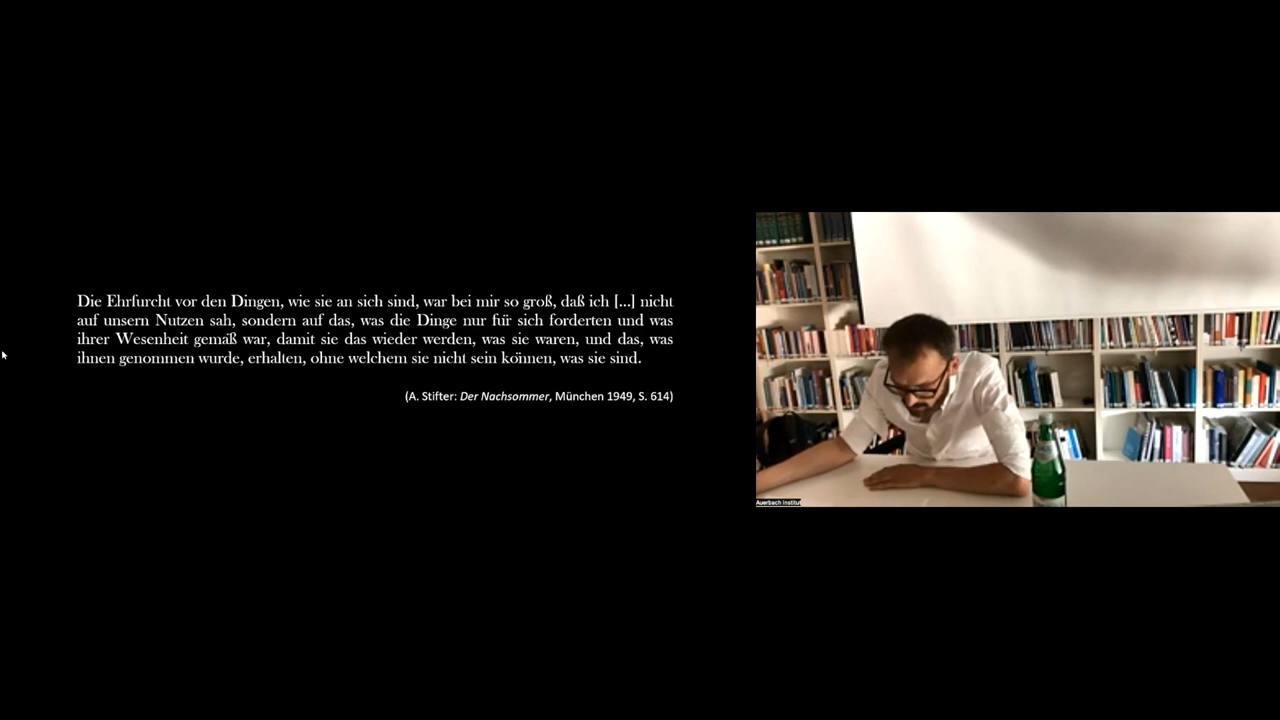 Die Ehrfurcht vor den Dingen, wie sie an sich sind, war bei mir so groß, daß ich [...] nicht
auf unsern Nutzen sah, sondern auf das, was die Dinge nur für sich forderten und was
ihrer Wesenheit gemäß war, damit sie das wieder werden, was sie waren, und das, was
ihnen genommen wurde, erhalten, ohne welchem sie nicht sein können, was sie sind.
(A. Stifter: Der Nachsommer, München 1949, S. 614)
Auerbach Institut